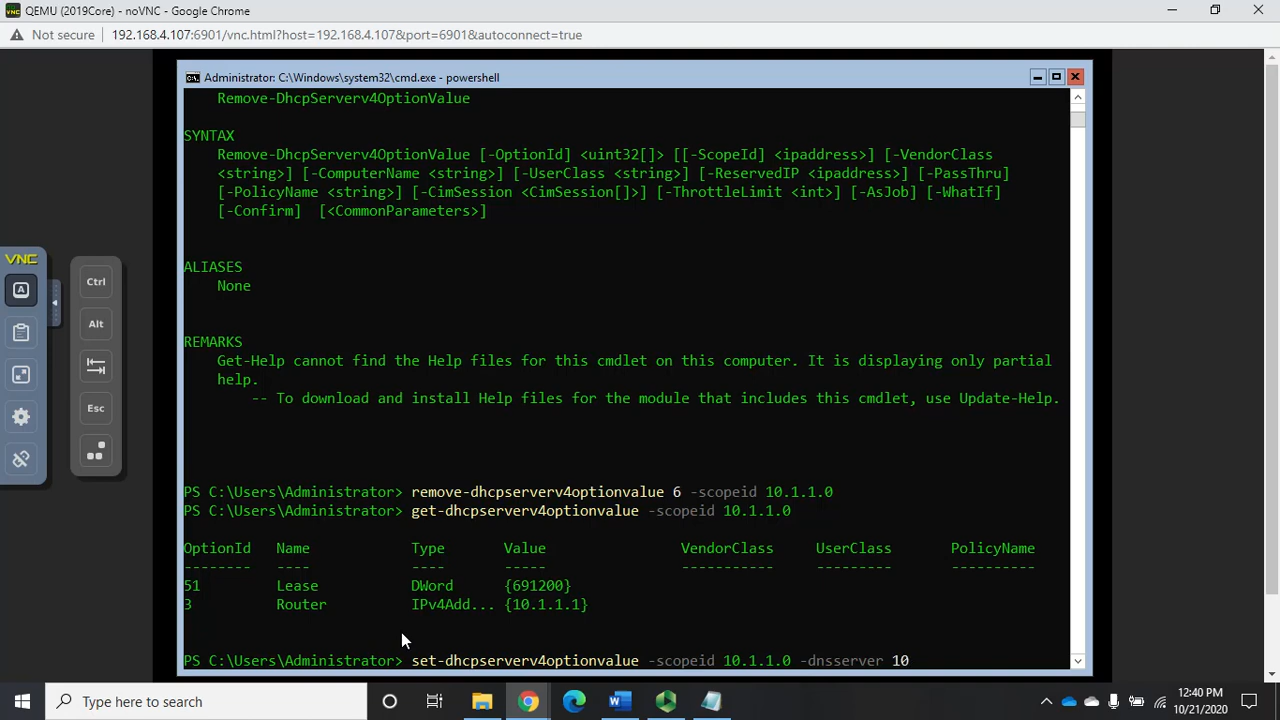 QEMU (2019Core) - noVNC - Google Chrome
Not secure 192.168.4.107:6901/vnc.html?host=192.168.4.107&port=6901&autoconnect=true
Administrator: C:\Windows\system32\cmd.exe - powershell
Remove-DhcpServerv4OptionValue
SYNTAX
Remove-DhcpServerv4OptionValue [-OptionId] <uint32[]> [[-ScopeId] <ipaddress>] [-VendorClass
<string>] [-ComputerName <string>] [-UserClass <string>] [-ReservedIP <ipaddress>] [-PassThru]
[-PolicyName <string>] [-CimSession <CimSession[]>] [-ThrottleLimit <int>] [-AsJob] [-WhatIf]
[-Confirm]  [<CommonParameters>]
ALIASES
None
REMARKS
Get-Help cannot find the Help files for this cmdlet on this computer. It is displaying only partial
help.
-- To download and install Help files for the module that includes this cmdlet, use Update-Help.
PS C:\Users\Administrator> remove-dhcpserverv4optionvalue 6 -scopeid 10.1.1.0
PS C:\Users\Administrator> get-dhcpserverv4optionvalue -scopeid 10.1.1.0
OptionId Name Type Value VendorClass UserClass PolicyName
-------- ---- ---- ----- ----------- --------- ----------
51 Lease DWord {691200}
3 Router IPv4Add... {10.1.1.1}
PS C:\Users\Administrator> set-dhcpserverv4optionvalue -scopeid 10.1.1.0 -dnsserver 10
VNC
A
Ctrl
Alt
Esc
Type here to search
12:40 PM
10/21/2020